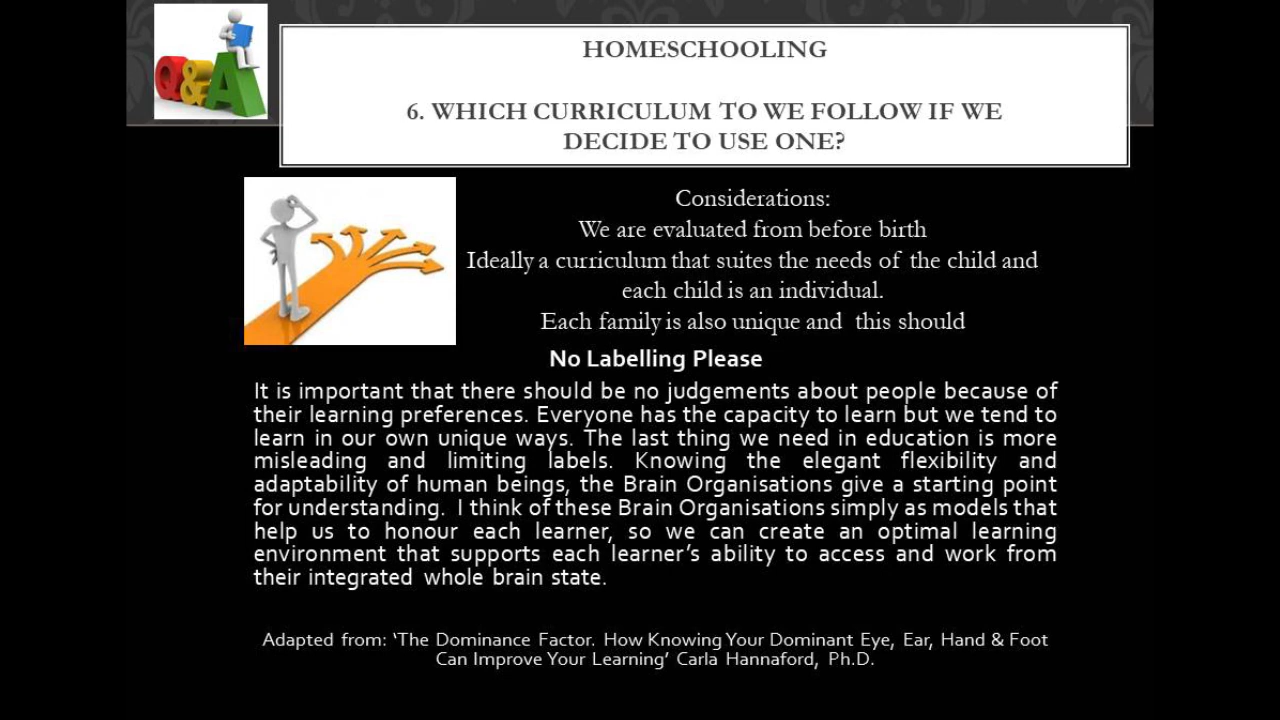 Q&A
HOMESCHOOLING
6. WHICH CURRICULUM TO WE FOLLOW IF WE
DECIDE TO USE ONE?
Considerations:
We are evaluated from before birth
Ideally a curriculum that suites the needs of the child and
each child is an individual.
Each family is also unique and this should
No Labelling Please
It is important that there should be no judgements about people because of
their learning preferences. Everyone has the capacity to learn but we tend to
learn in our own unique ways. The last thing we need in education is more
misleading and limiting labels. Knowing the elegant flexibility and
adaptability of human beings, the Brain Organisations give a starting point
for understanding. I think of these Brain Organisations simply as models that
help us to honour each learner, so we can create an optimal learning
environment that supports each learner’s ability to access and work from
their integrated whole brain state.
Adapted from: ‘The Dominance Factor. How Knowing Your Dominant Eye, Ear, Hand & Foot
Can Improve Your Learning’ Carla Hannaford, Ph.D.